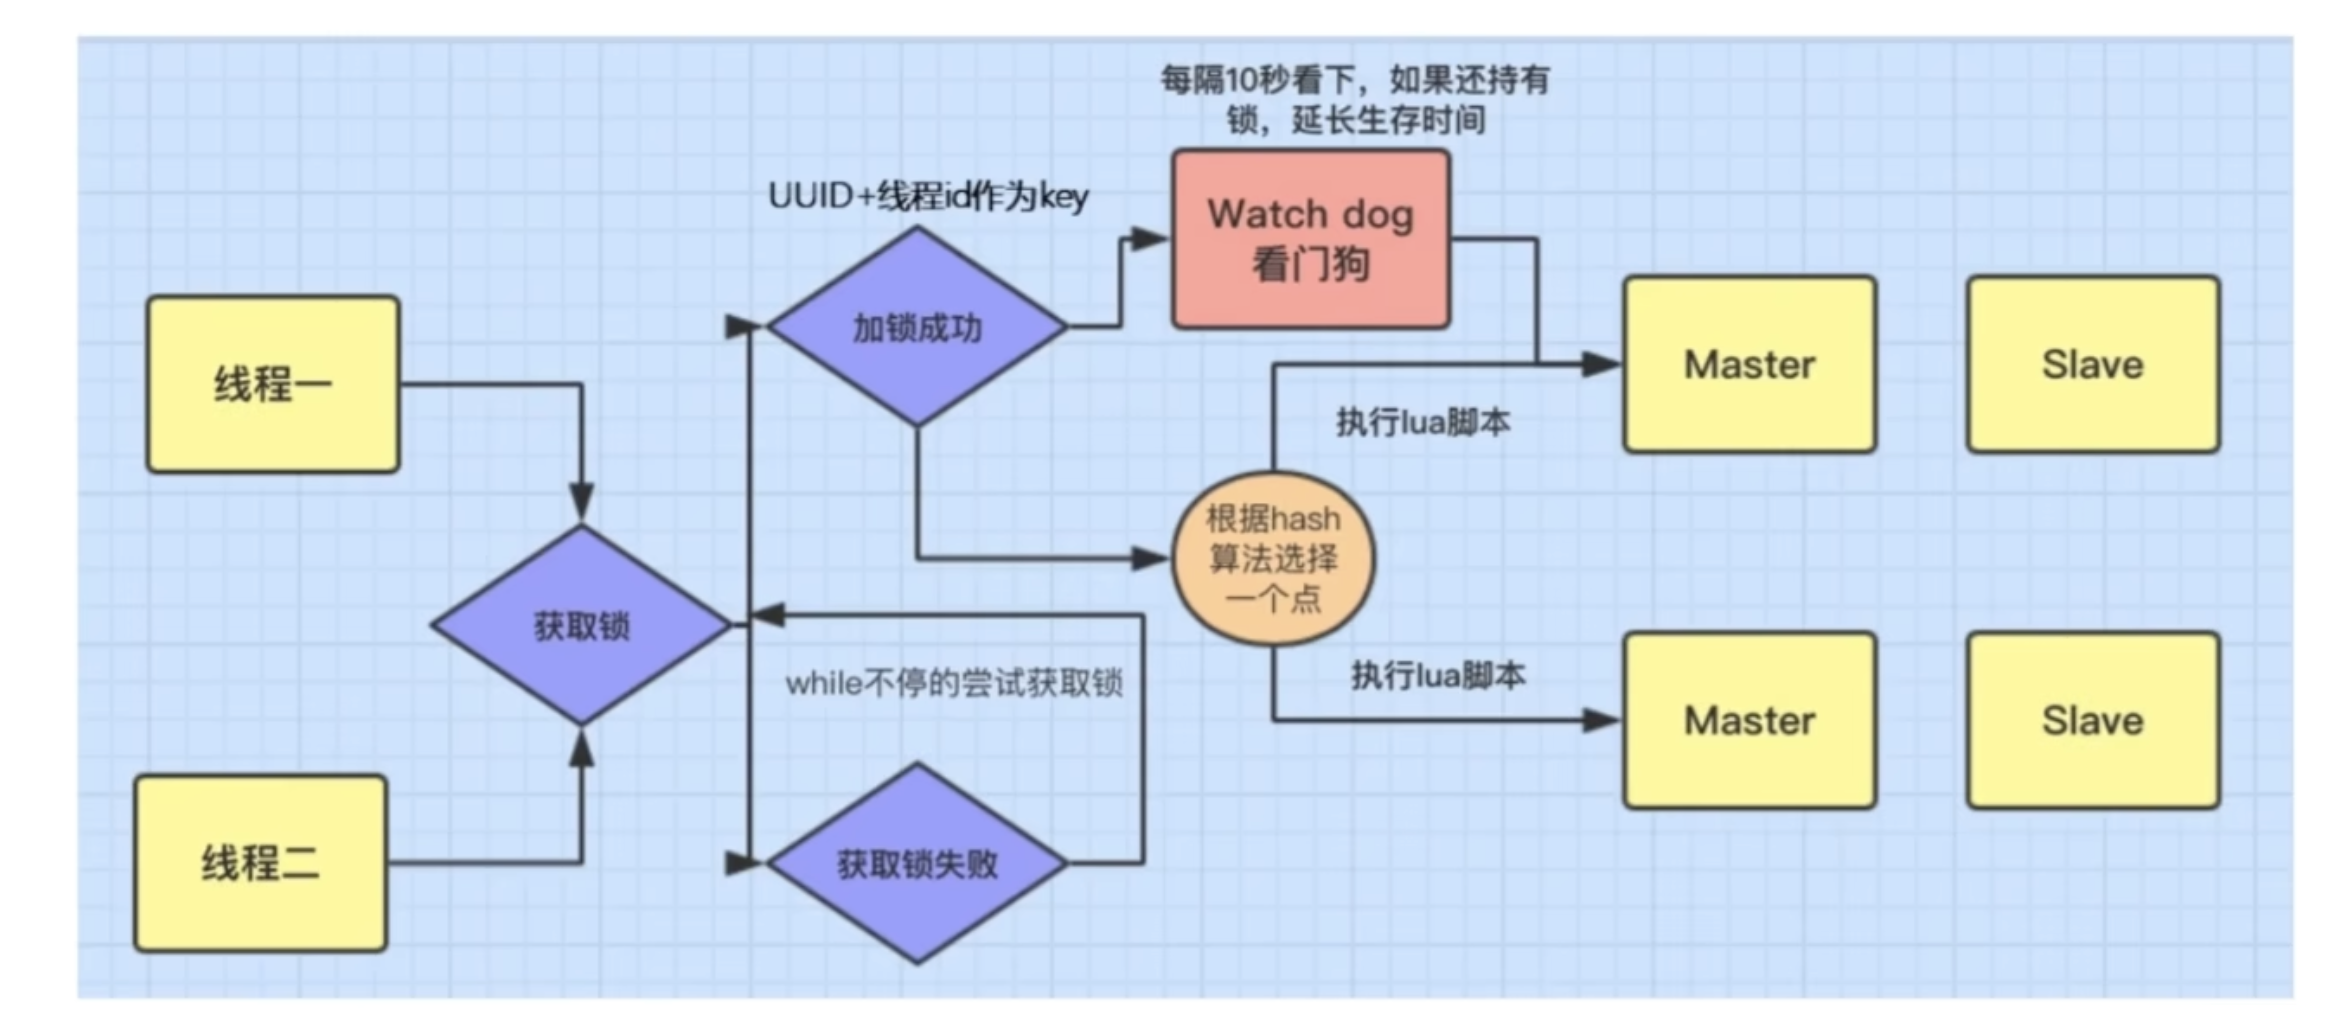 每隔10秒看下，如果还持有
锁，延长生存时间
UUID+线程id作为key
Watch dog
看门狗
加锁成功
线程一
Master
Slave
执行lua脚本
根据hash
算法选择
一个点
获取锁
while不停的尝试获取锁
执行lua脚本
Master
Slave
线程二
获取锁失败